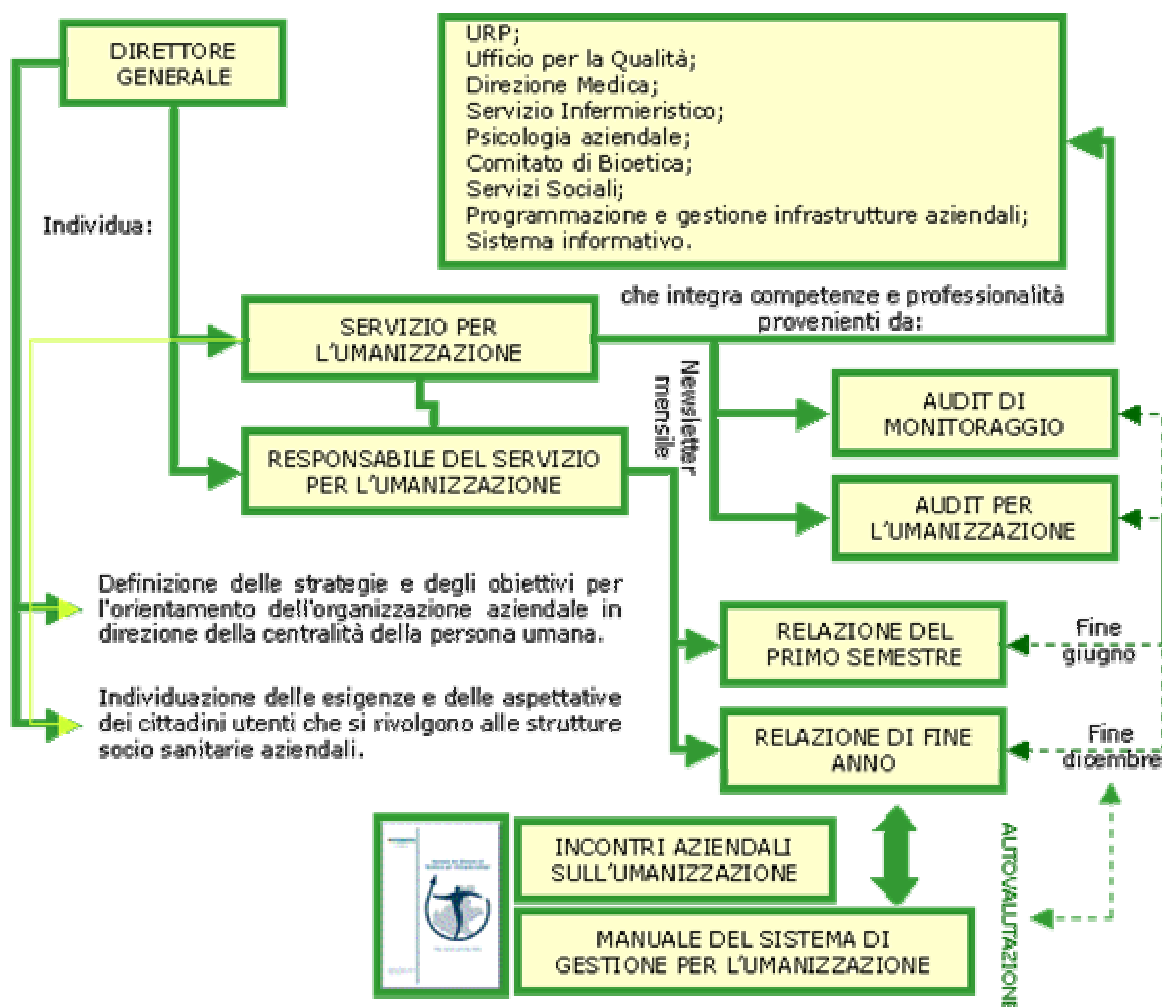 DIRETTORE
GENERALE
URP;
Ufficio per la Qualità;
Direzione Medica;
Servizio Infermieristico;
Psicologia aziendale;
Comitato di Bioetica;
Servizi Sociali;
Programmazione e gestione infrastrutture aziendali;
Sistema informativo.
Individua:
che integra competenze e professionalità
provenienti da:
SERVIZIO PER
L'UMANIZZAZIONE
Newsletter
mensile
AUDIT DI
MONITORAGGIO
RESPONSABILE DEL SERVIZIO
PER L'UMANIZZAZIONE
AUDIT PER
L'UMANIZZAZIONE
Definizione delle strategie e degli obiettivi per
l'orientamento dell'organizzazione aziendale in
direzione della centralità della persona umana.
RELAZIONE DEL
PRIMO SEMESTRE
Fine
giugno
Individuazione delle esigenze e delle aspettative
dei cittadini utenti che si rivolgono alle strutture
socio sanitarie aziendali.
RELAZIONE DI FINE
ANNO
Fine
dicembre
INCONTRI AZIENDALI
SULL'UMANIZZAZIONE
AUTOVALUTAZIONE
MANUALE DEL SISTEMA DI
GESTIONE PER L'UMANIZZAZIONE